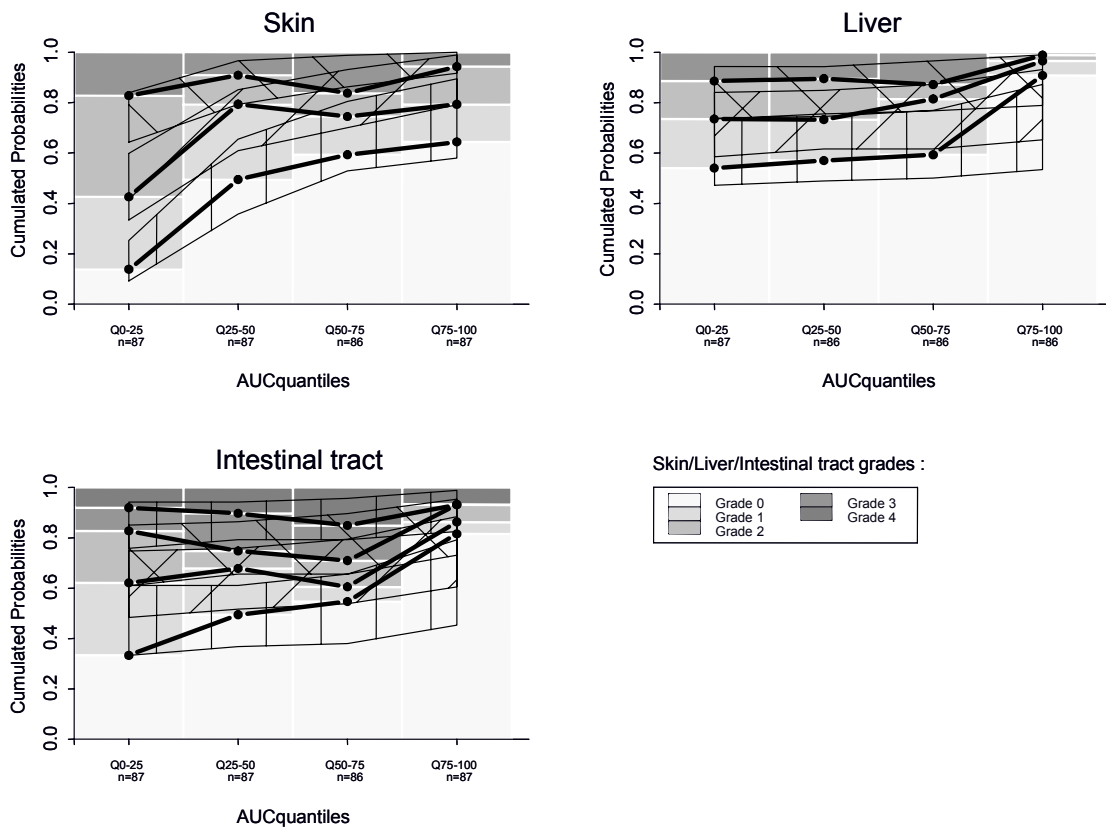 Skin
Cumulated Probabilities
1.0
0.8
0.6
0.4
0.2
0.0
Q0-25 Q25-50 Q50-75 Q75-100
n=87 n=87 n=86 n=87
AUCquantiles
Liver
Cumulated Probabilities
1.0
0.8
0.6
0.4
0.2
0.0
Q0-25 Q25-50 Q50-75 Q75-100
n=87 n=86 n=86 n=86
AUCquantiles
Intestinal tract
Cumulated Probabilities
1.0
0.8
0.6
0.4
0.2
0.0
Q0-25 Q25-50 Q50-75 Q75-100
n=87 n=87 n=86 n=87
AUCquantiles
Skin/Liver/Intestinal tract grades :
Grade 0 Grade 3
Grade 1 Grade 4
Grade 2